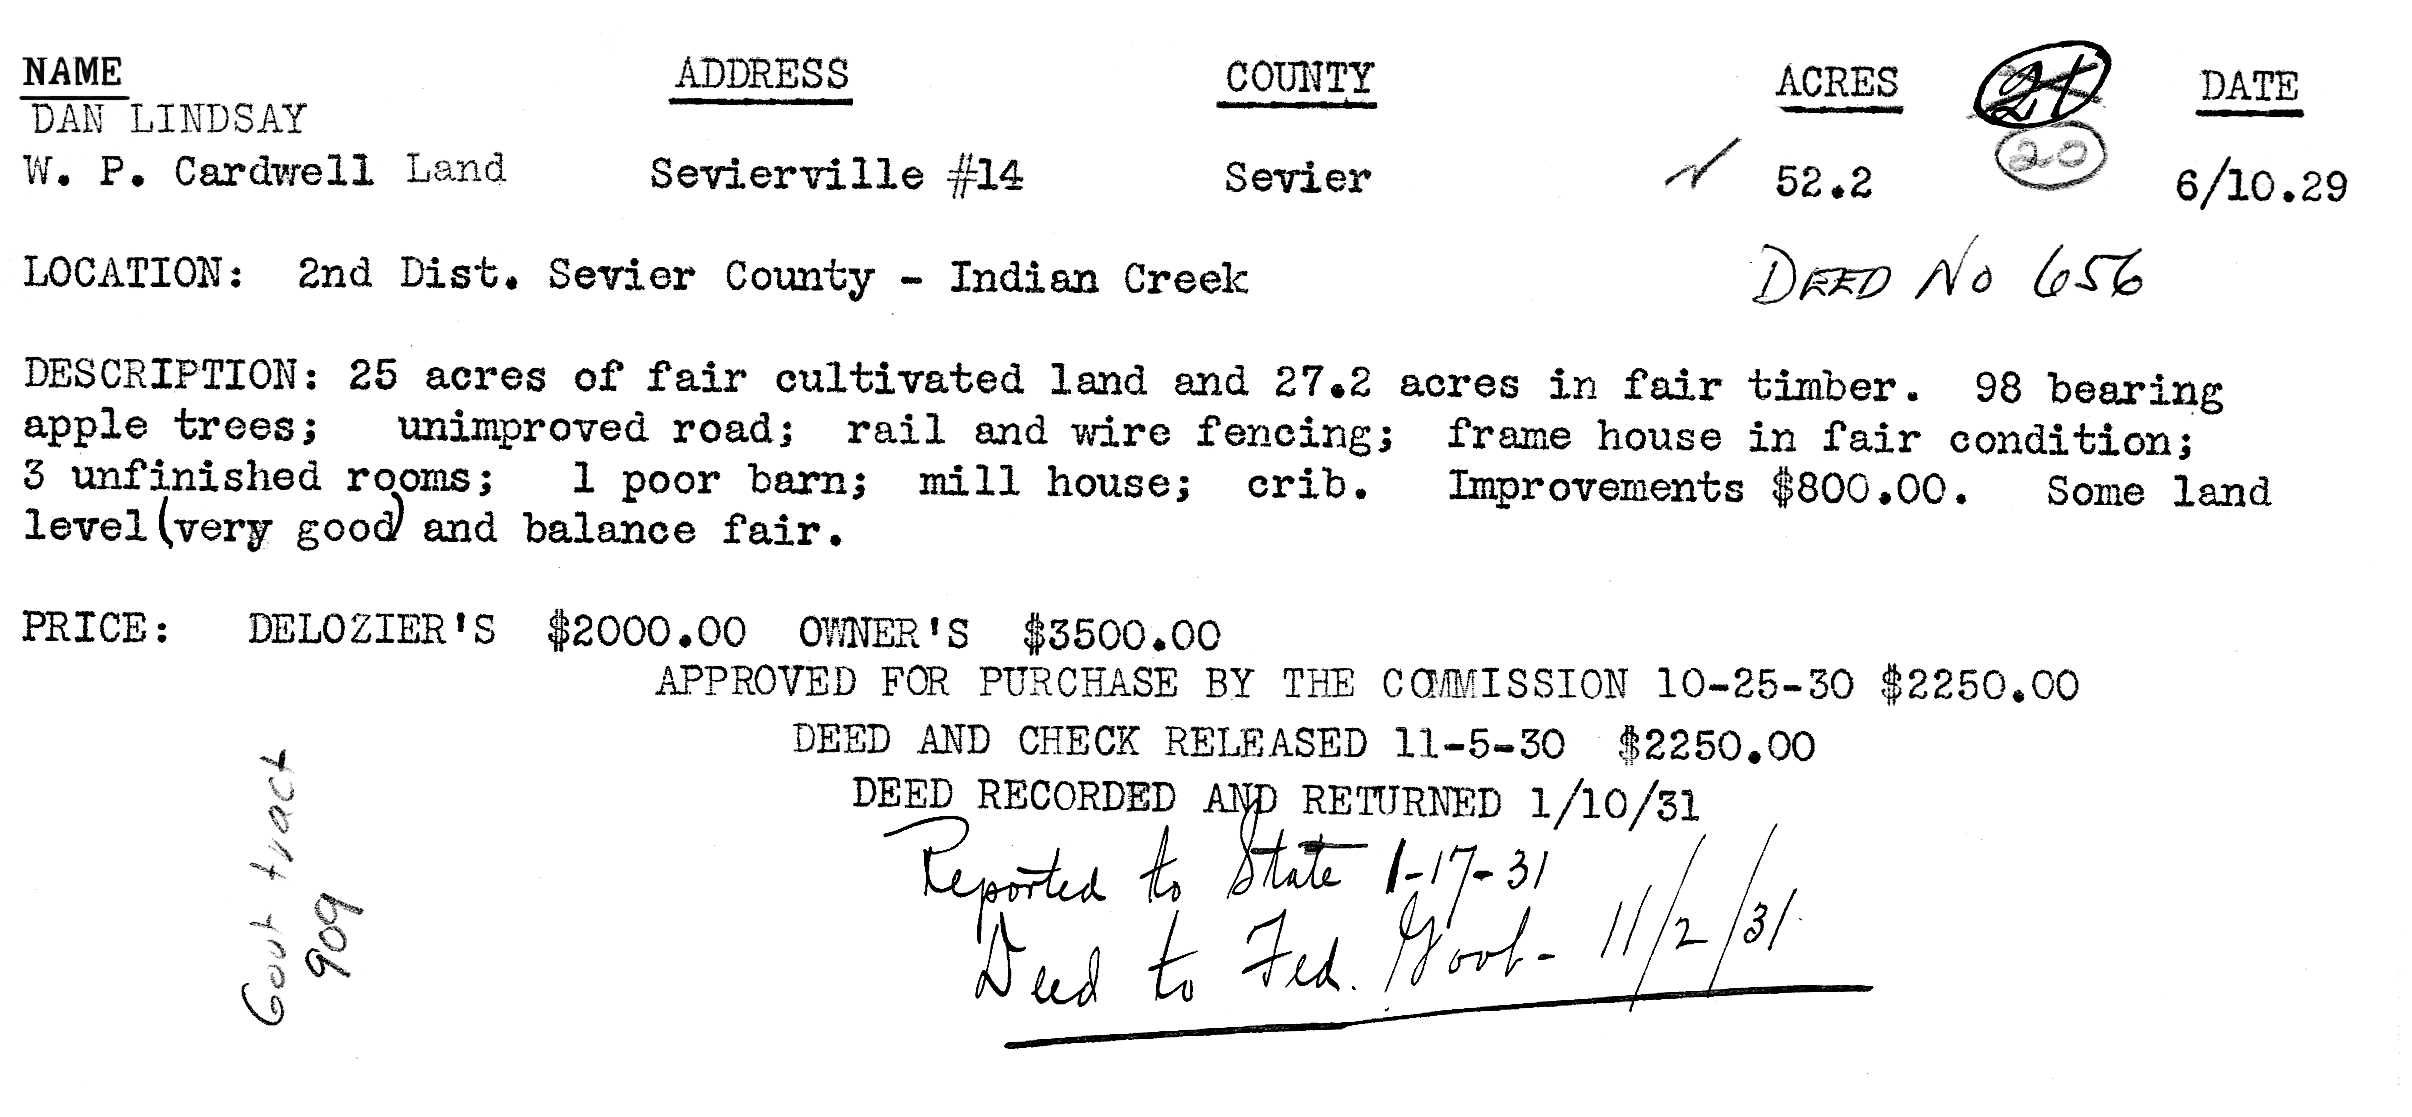 NAME ADDRESS COUNTY ACRES 21 DATE
DAN LINDSAY
W. P. Cardwell Land Sevierville #14 Sevier 52.2 20 6/10.29
LOCATION: 2nd Dist. Sevier County - Indian Creek DEED No 656
DESCRIPTION: 25 acres of fair cultivated land and 27.2 acres in fair timber. 98 bearing
apple trees; unimproved road; rail and wire fencing; frame house in fair condition;
3 unfinished rooms; 1 poor barn; mill house; crib. Improvements $800.00. Some land
level (very good) and balance fair.
PRICE: DELOZIER'S $2000.00 OWNER'S $3500.00
APPROVED FOR PURCHASE BY THE COMMISSION 10-25-30 $2250.00
DEED AND CHECK RELEASED 11-5-30 $2250.00
DEED RECORDED AND RETURNED 1/10/31
Reported to State 1-17-31
Deed to Fed. Govt- 11/2/31
Govt tract
909